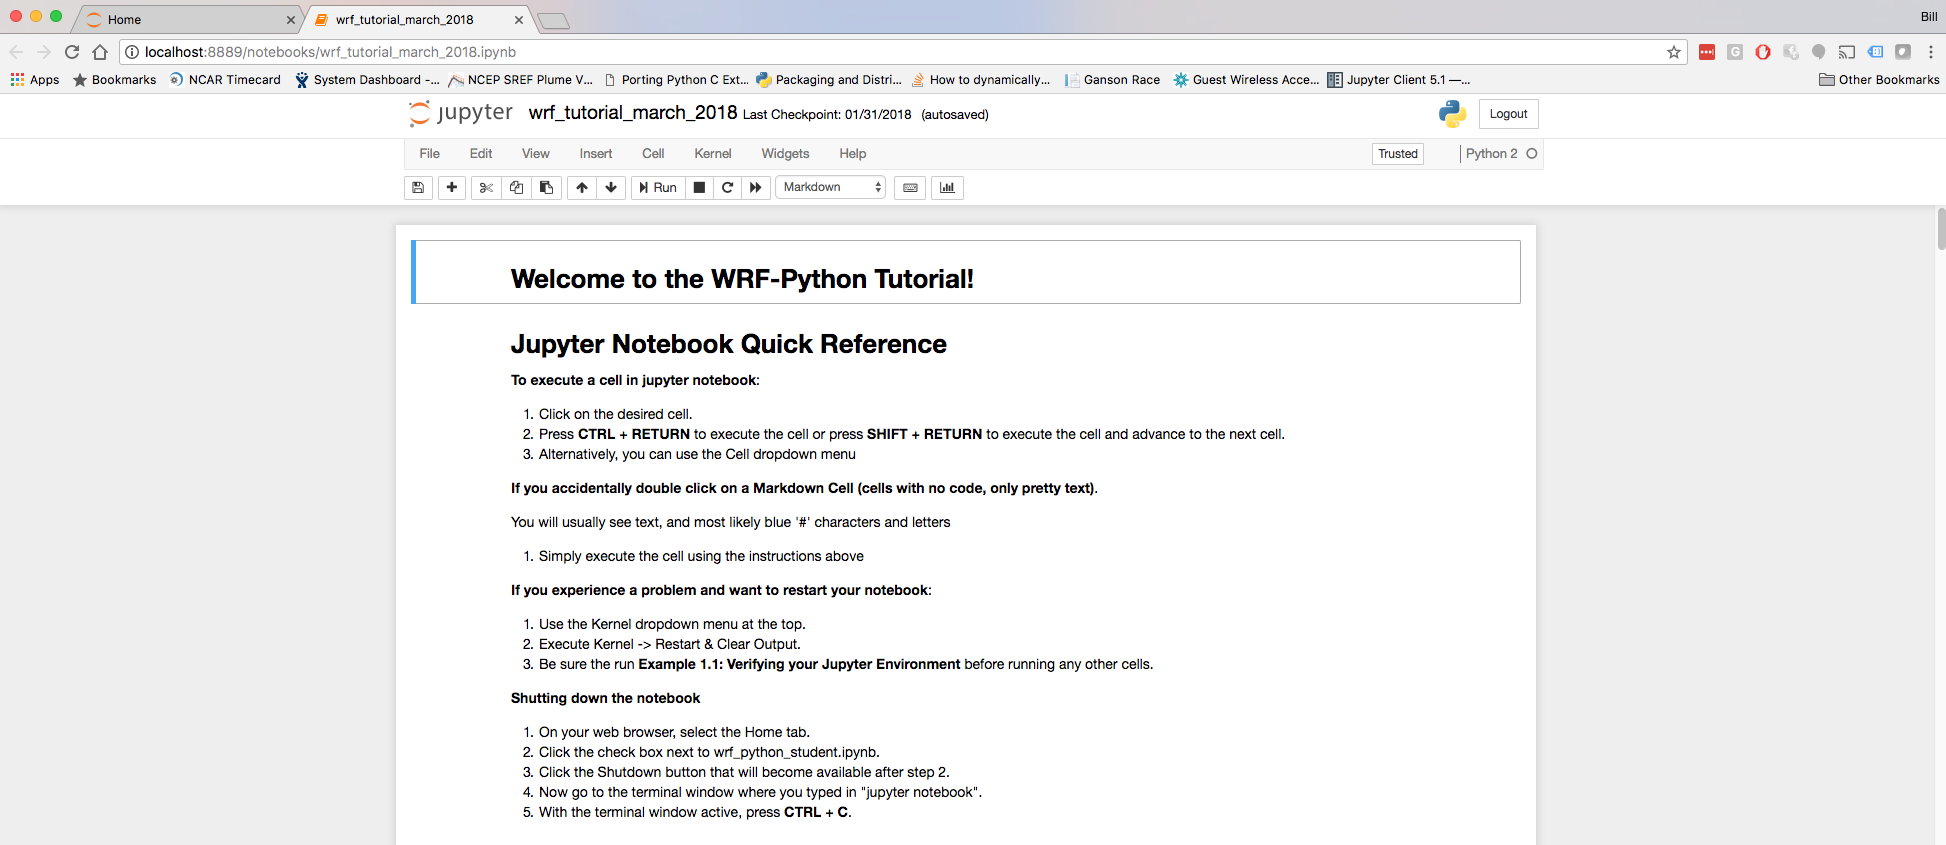 Home
wrf_tutorial_march_2018
Bill
localhost:8889/notebooks/wrf_tutorial_march_2018.ipynb
Apps Bookmarks NCAR Timecard System Dashboard -... NCEP SREF Plume V... Porting Python C Ext... Packaging and Distri... How to dynamically... Ganson Race Guest Wireless Acce... Jupyter Client 5.1 —... Other Bookmarks
jupyter wrf_tutorial_march_2018 Last Checkpoint: 01/31/2018 (autosaved) Logout
File Edit View Insert Cell Kernel Widgets Help Trusted Python 2
Run Markdown
Welcome to the WRF-Python Tutorial!
Jupyter Notebook Quick Reference
To execute a cell in jupyter notebook:
1. Click on the desired cell.
2. Press CTRL + RETURN to execute the cell or press SHIFT + RETURN to execute the cell and advance to the next cell.
3. Alternatively, you can use the Cell dropdown menu
If you accidentally double click on a Markdown Cell (cells with no code, only pretty text).
You will usually see text, and most likely blue '#' characters and letters
1. Simply execute the cell using the instructions above
If you experience a problem and want to restart your notebook:
1. Use the Kernel dropdown menu at the top.
2. Execute Kernel -> Restart & Clear Output.
3. Be sure the run Example 1.1: Verifying your Jupyter Environment before running any other cells.
Shutting down the notebook
1. On your web browser, select the Home tab.
2. Click the check box next to wrf_python_student.ipynb.
3. Click the Shutdown button that will become available after step 2.
4. Now go to the terminal window where you typed in "jupyter notebook".
5. With the terminal window active, press CTRL + C.